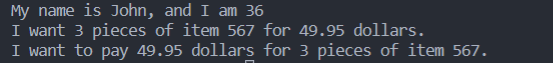 My name is John, and I am 36
I want 3 pieces of item 567 for 49.95 dollars.
I want to pay 49.95 dollars for 3 pieces of item 567.